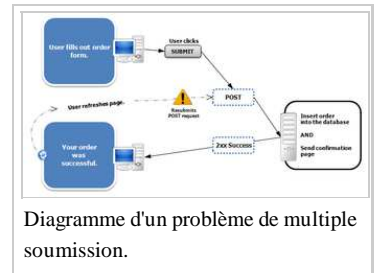 User fills out order
form.
User clicks
SUBMIT
User refreshes page.
Resubmits
POST request
POST
Insert order
into the database
AND
Send confirmation
page
Your order
was
successful.
2xx Success
Diagramme d'un problème de multiple
soumission.